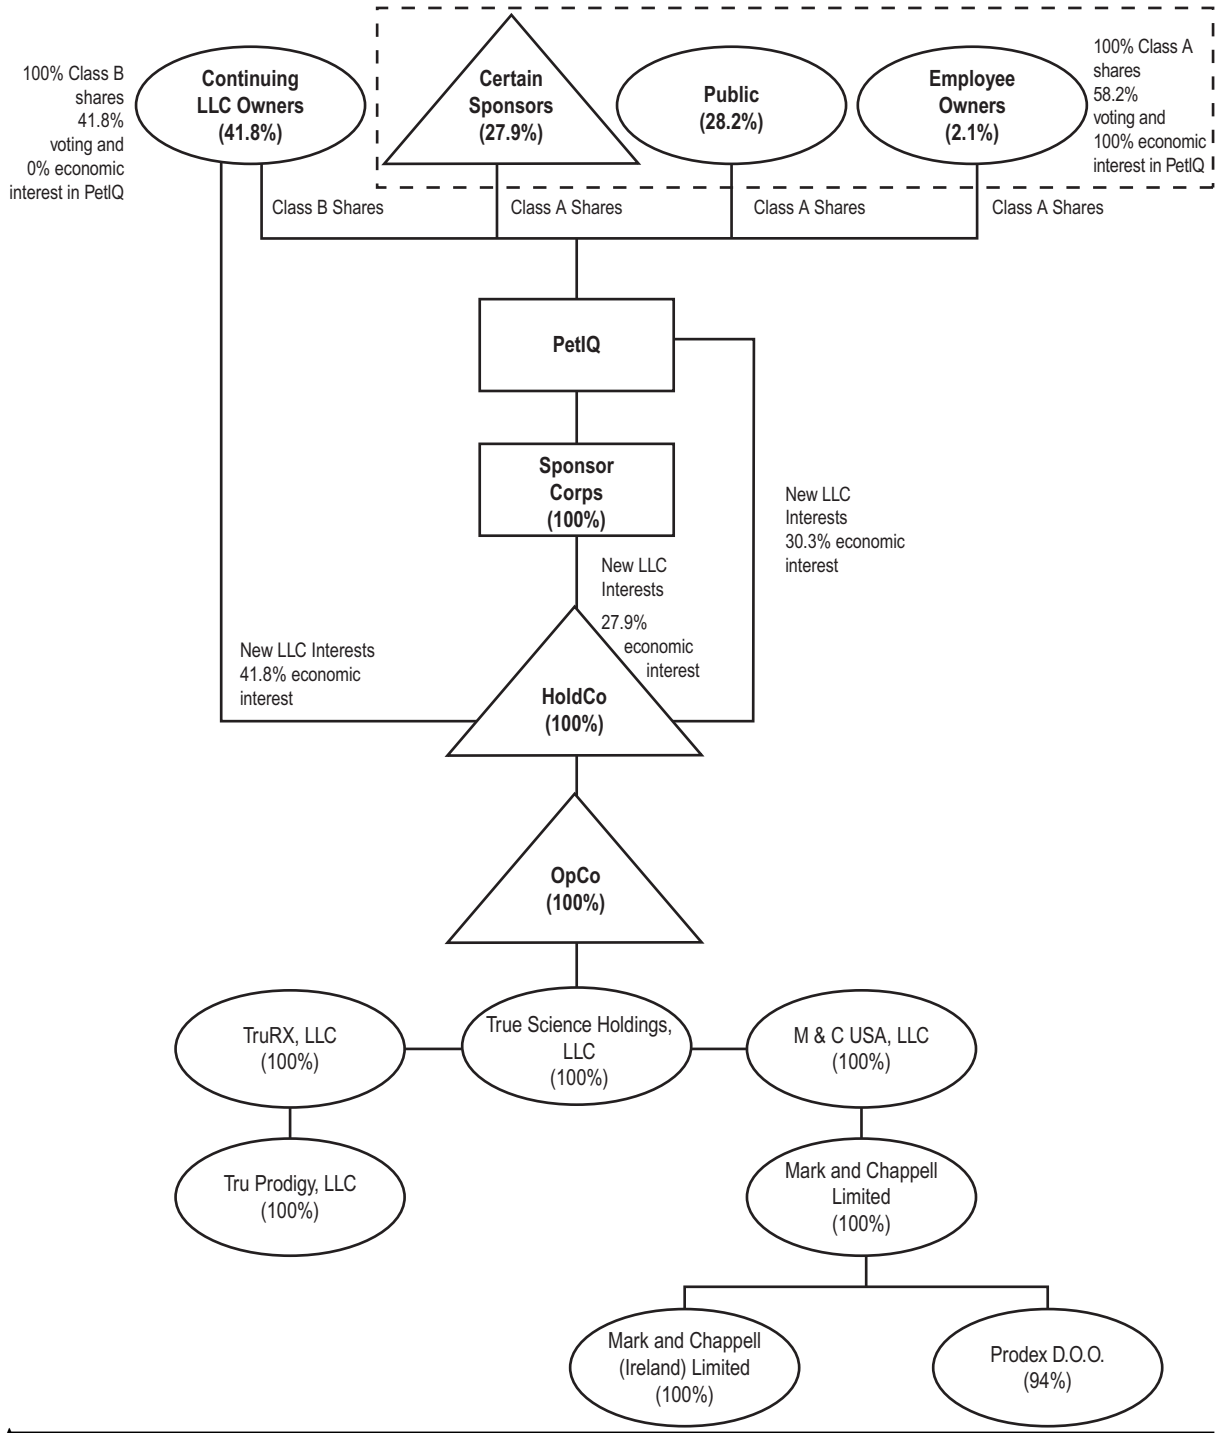 100% Class B
shares
41.8%
voting and
0% economic
interest in PetIQ
Continuing
LLC Owners
(41.8%)
Certain
Sponsors
(27.9%)
Public
(28.2%)
Employee
Owners
(2.1%)
100% Class A
shares
58.2%
voting and
100% economic
interest in PetIQ
Class B Shares
Class A Shares
Class A Shares
Class A Shares
PetIQ
Sponsor
Corps
(100%)
New LLC
Interests
30.3% economic
interest
New LLC
Interests
27.9%
economic
interest
New LLC Interests
41.8% economic
interest
HoldCo
(100%)
OpCo
(100%)
TruRX, LLC
(100%)
True Science Holdings,
LLC
(100%)
M & C USA, LLC
(100%)
Tru Prodigy, LLC
(100%)
Mark and Chappell
Limited
(100%)
Mark and Chappell
(Ireland) Limited
(100%)
Prodex D.O.O.
(94%)